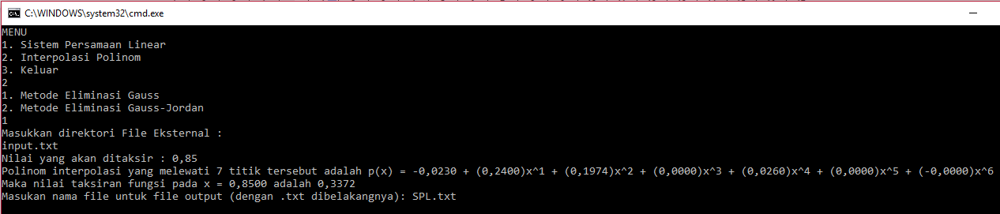 C:\WINDOWS\system32\cmd.exe
MENU
1. Sistem Persamaan Linear
2. Interpolasi Polinom
3. Keluar
2
1. Metode Eliminasi Gauss
2. Metode Eliminasi Gauss-Jordan
1
Masukkan direktori File Eksternal :
input.txt
Nilai yang akan ditaksir : 0,85
Polinom interpolasi yang melewati 7 titik tersebut adalah p(x) = -0,0230 + (0,2400)x^1 + (0,1974)x^2 + (0,0000)x^3 + (0,0260)x^4 + (0,0000)x^5 + (-0,0000)x^6
Maka nilai taksiran fungsi pada x = 0,8500 adalah 0,3372
Masukan nama file untuk file output (dengan .txt dibelakangnya): SPL.txt